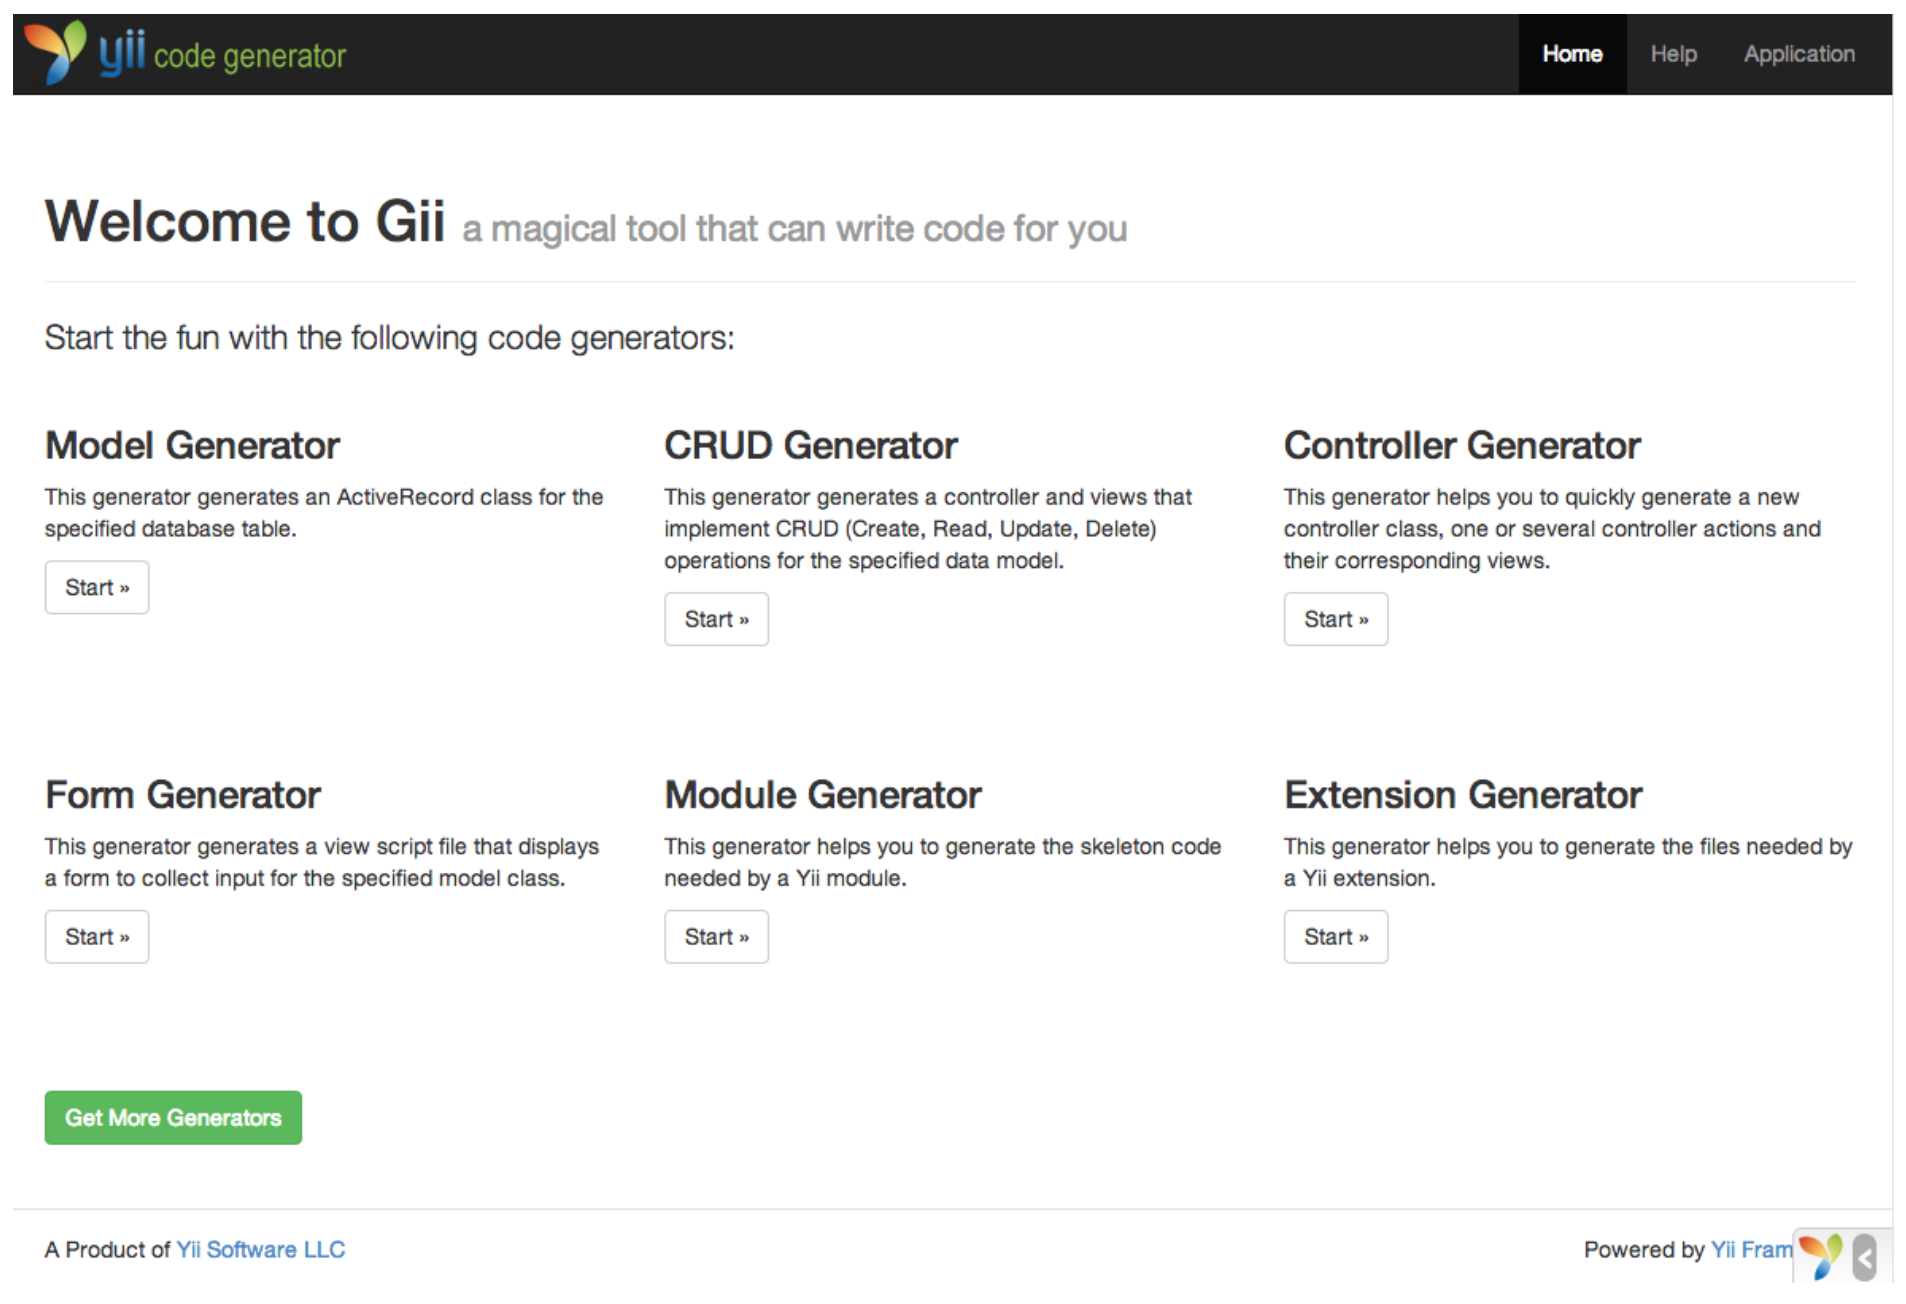 yii code generator
Home Help Application
Welcome to Gii a magical tool that can write code for you
Start the fun with the following code generators:
Model Generator
This generator generates an ActiveRecord class for the
specified database table.
Start »
CRUD Generator
This generator generates a controller and views that
implement CRUD (Create, Read, Update, Delete)
operations for the specified data model.
Start »
Controller Generator
This generator helps you to quickly generate a new
controller class, one or several controller actions and
their corresponding views.
Start »
Form Generator
This generator generates a view script file that displays
a form to collect input for the specified model class.
Start »
Module Generator
This generator helps you to generate the skeleton code
needed by a Yii module.
Start »
Extension Generator
This generator helps you to generate the files needed by
a Yii extension.
Start »
Get More Generators
A Product of Yii Software LLC
Powered by Yii Fram